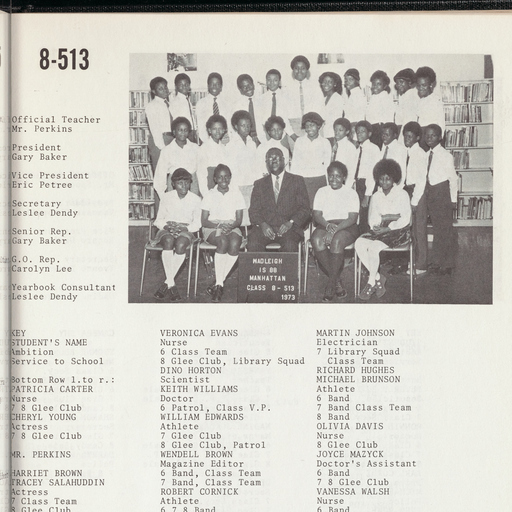 8-513
Official Teacher
Mr. Perkins
President
Gary Baker
Vice President
Eric Petree
Secretary
Leslee Dendy
Senior Rep.
Gary Baker
G.O. Rep.
Carolyn Lee
Yearbook Consultant
Leslee Dendy
WADLEIGH
IS 88
MANHATTAN
CLASS 8-513
1973
KEY
STUDENT'S NAME
Ambition
Service to School
Bottom Row l.to r.:
PATRICIA CARTER
Nurse
7 8 Glee Club
CHERYL YOUNG
Actress
7 8 Glee Club
MR. PERKINS
HARRIET BROWN
TRACEY SALAHUDDIN
Actress
7 Class Team
8 Glee Club
VERONICA EVANS
Nurse
6 Class Team
8 Glee Club, Library Squad
DINO HORTON
Scientist
KEITH WILLIAMS
Doctor
6 Patrol, Class V.P.
WILLIAM EDWARDS
Athlete
7 Glee Club
8 Glee Club, Patrol
WENDELL BROWN
Magazine Editor
6 Band, Class Team
7 Band, Class Team
ROBERT CORNICK
Athlete
6 7 8 Band
MARTIN JOHNSON
Electrician
7 Library Squad
Class Team
RICHARD HUGHES
MICHAEL BRUNSON
Athlete
6 Band
7 Band Class Team
8 Band
OLIVIA DAVIS
Nurse
8 Glee Club
JOYCE MAZYCK
Doctor's Assistant
6 Band
8 Glee Club
VANESSA WALSH
Nurse
6 Band